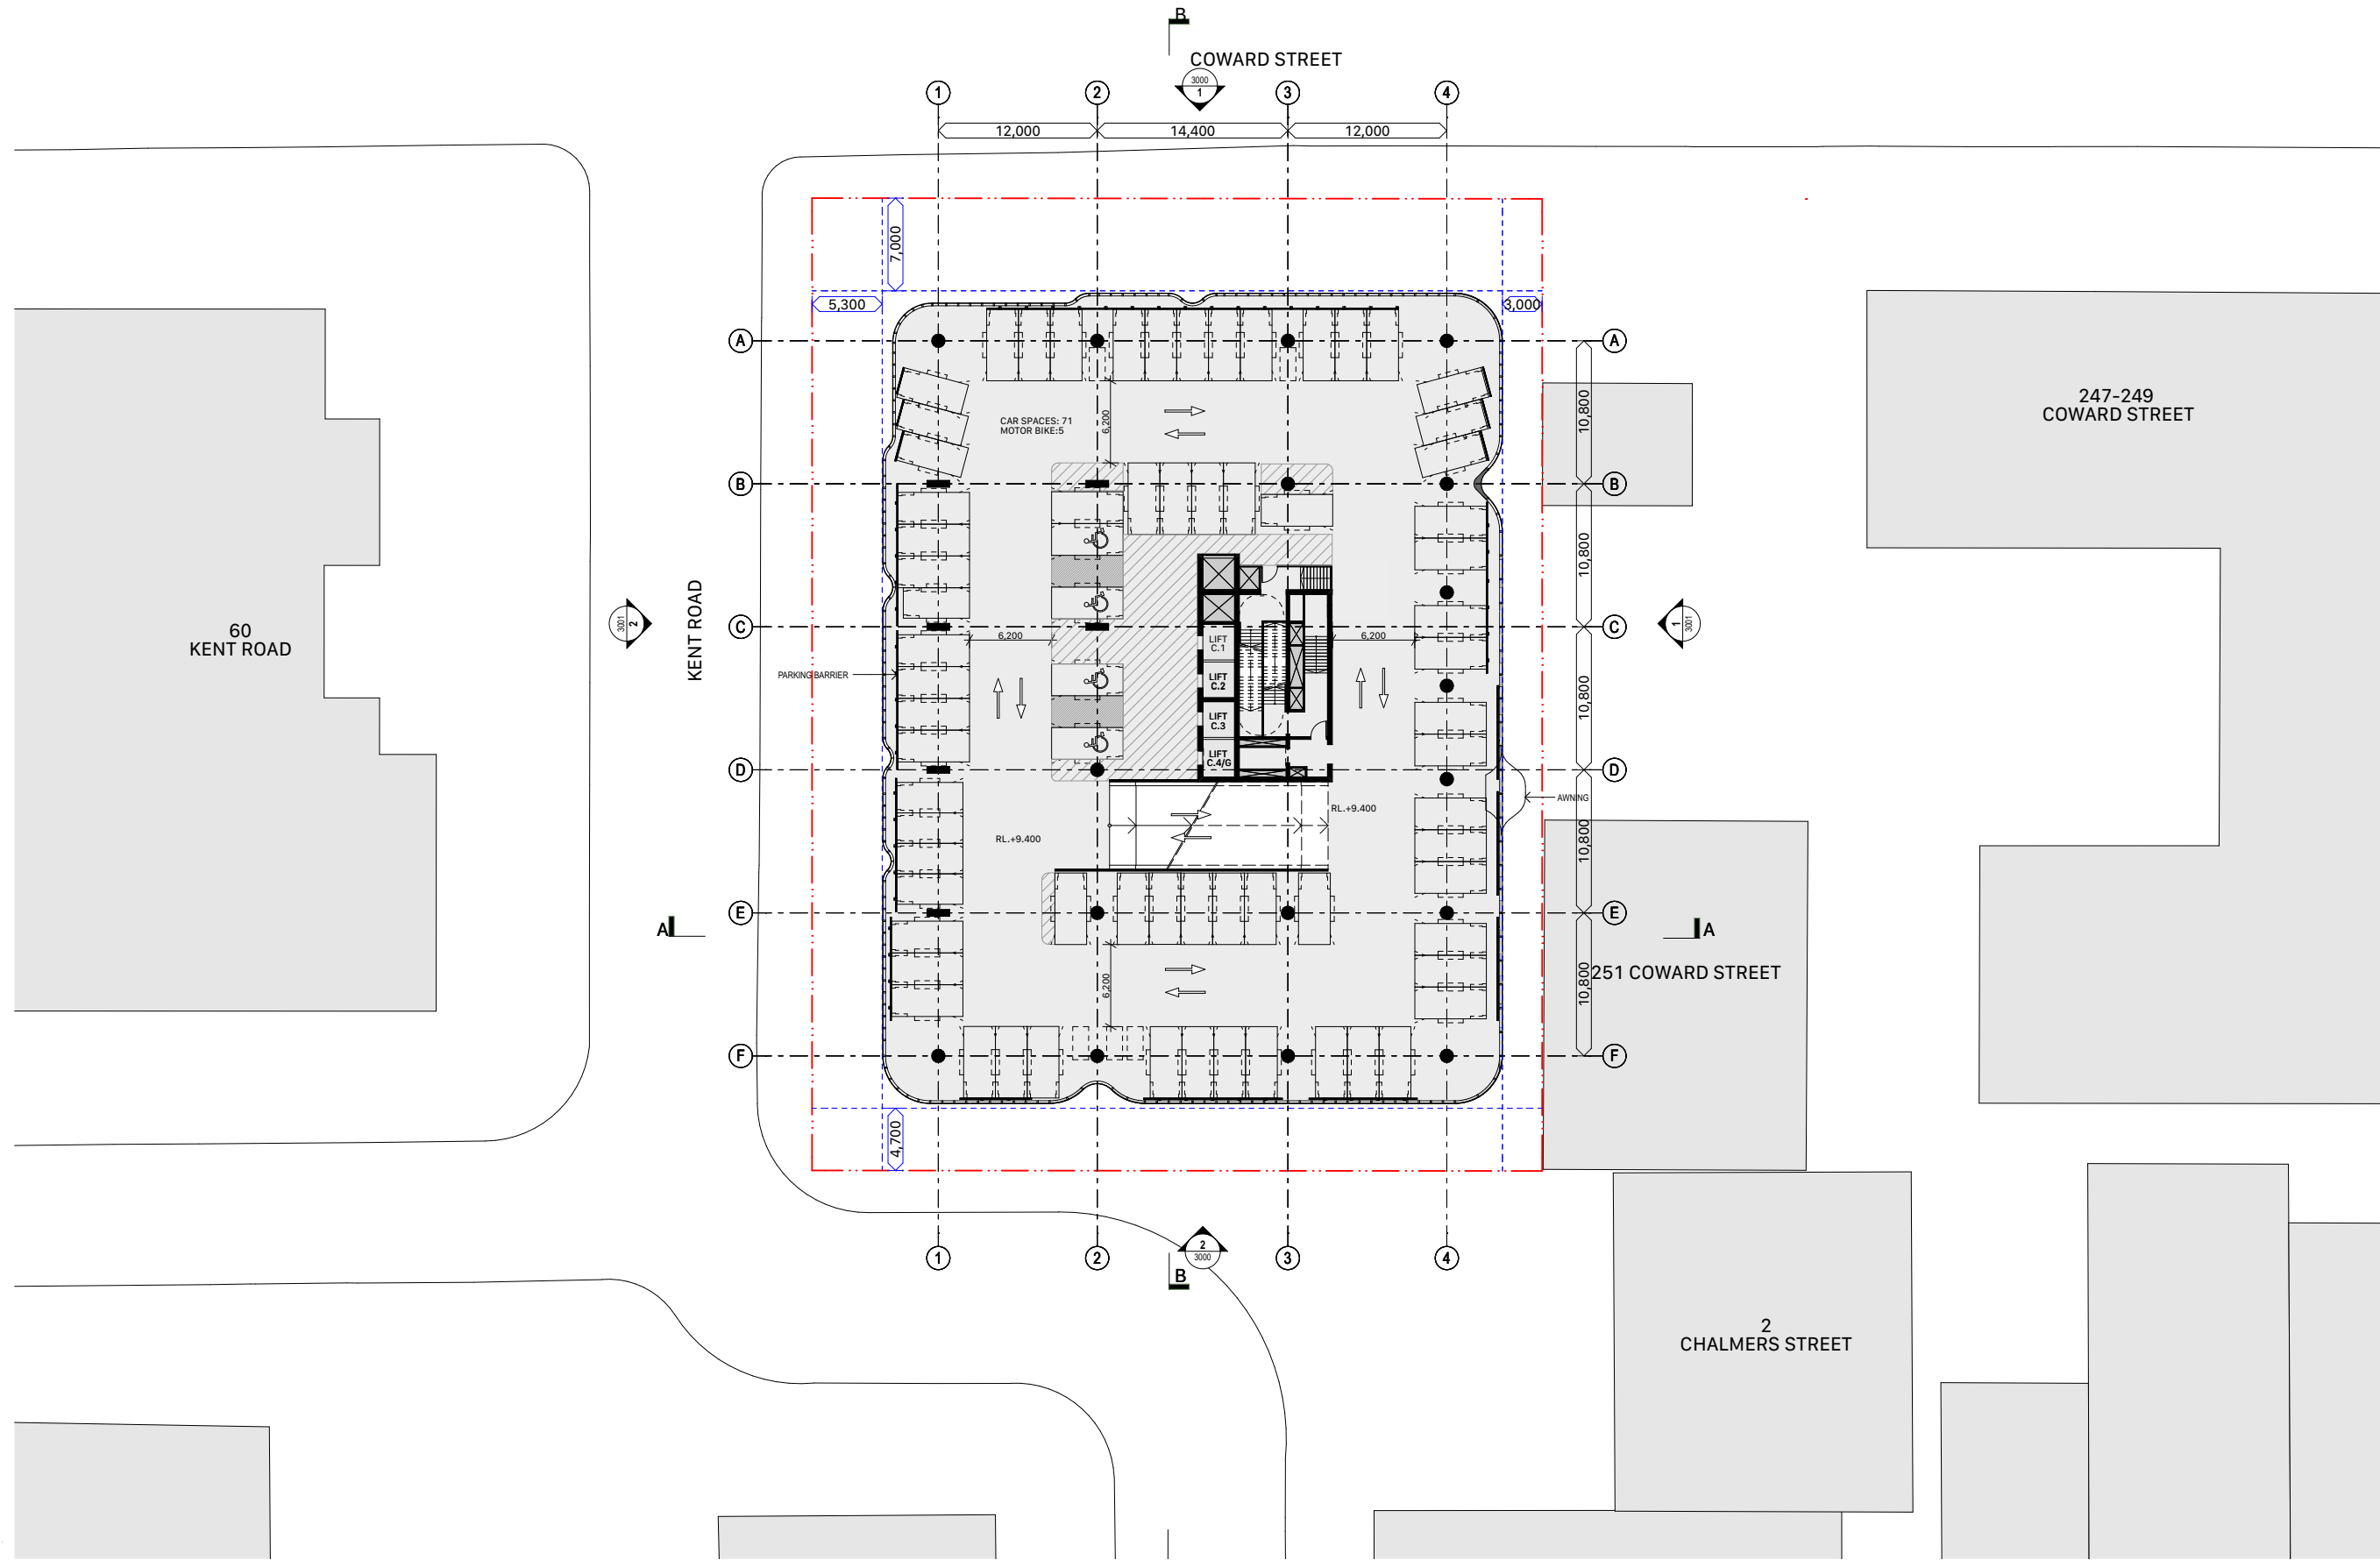 B
COWARD STREET
3000
1
1
2
3
4
12,000
14,400
12,000
7,000
5,300
3,000
A
A
10,800
247-249
COWARD STREET
CAR SPACES: 71
MOTOR BIKE:5
6,200
B
B
10,800
60
KENT ROAD
3001
2
KENT ROAD
C
C
1
3001
6,200
6,200
LIFT
C.1
LIFT
C.2
LIFT
C.3
LIFT
C.4/G
PARKING BARRIER
10,800
D
D
AWNING
RL.+9.400
RL.+9.400
10,800
E
E
A
A
251 COWARD STREET
6,200
10,800
F
F
4,700
1
2
3
4
2
3000
B
2
CHALMERS STREET